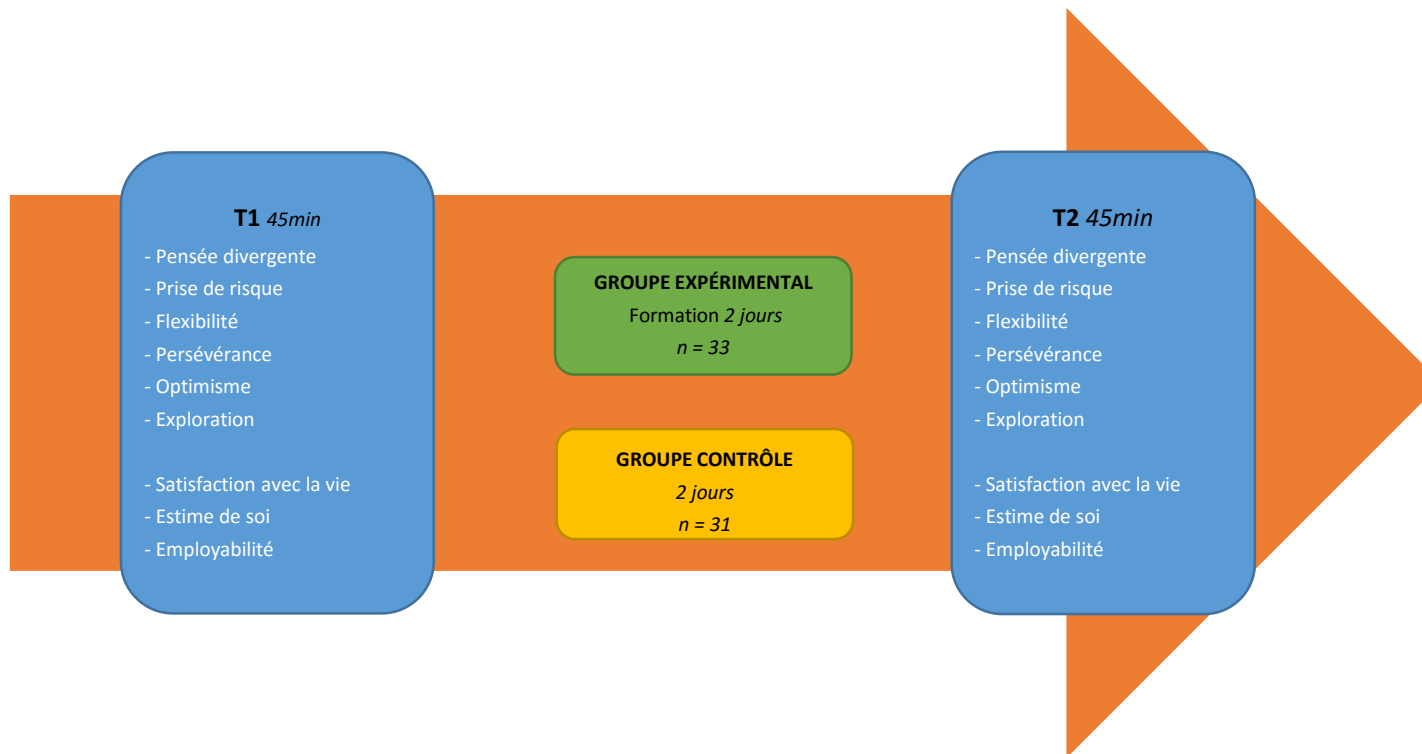 T1 45min
- Pensée divergente
- Prise de risque
- Flexibilité
- Persévérance
- Optimisme
- Exploration
- Satisfaction avec la vie
- Estime de soi
- Employabilité
GROUPE EXPÉRIMENTAL
Formation 2 jours
n = 33
GROUPE CONTRÔLE
2 jours
n = 31
T2 45min
- Pensée divergente
- Prise de risque
- Flexibilité
- Persévérance
- Optimisme
- Exploration
- Satisfaction avec la vie
- Estime de soi
- Employabilité